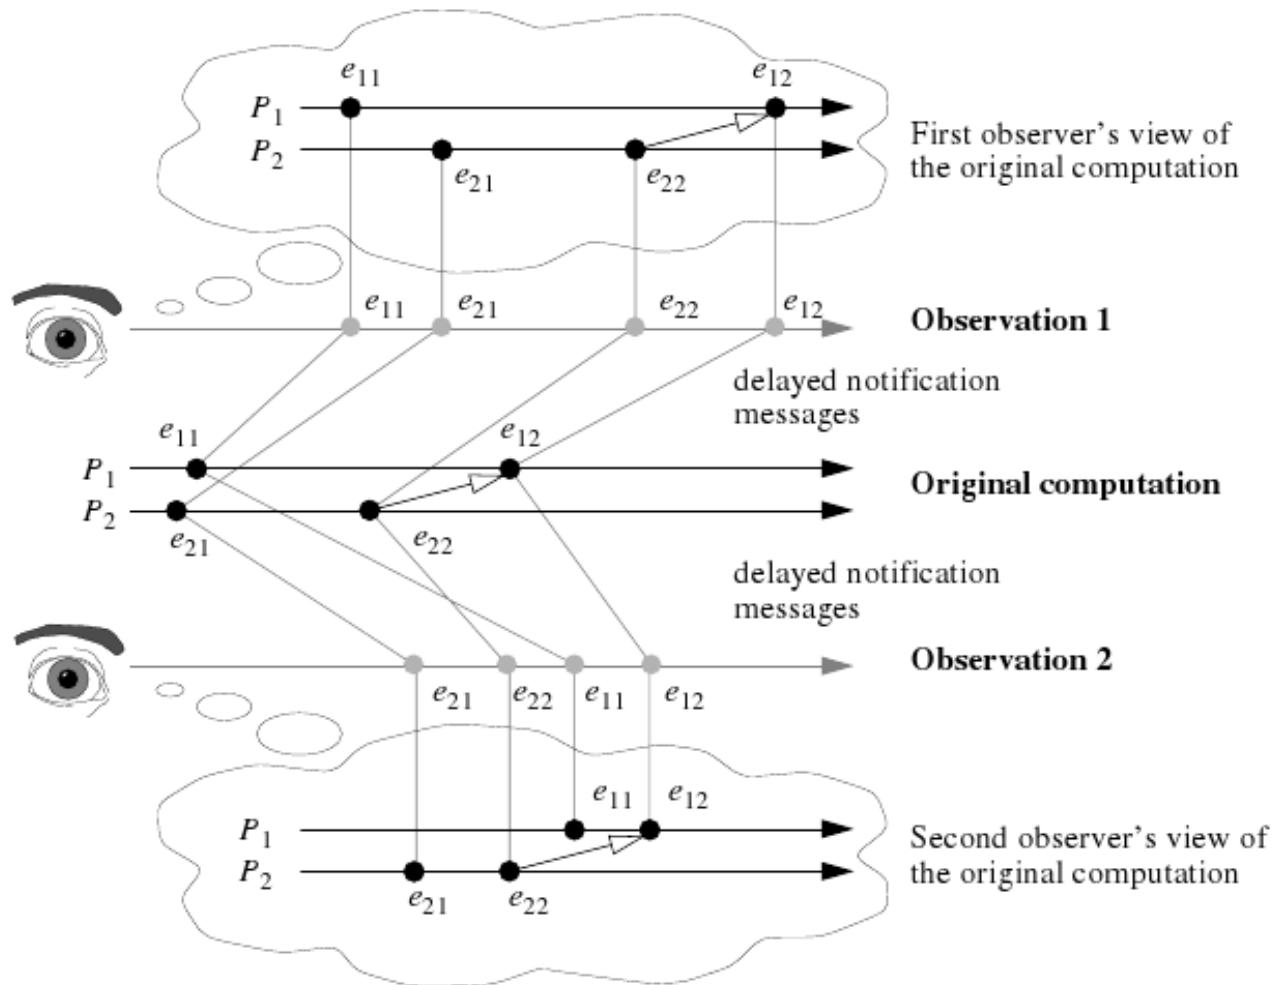 e11 e12
P1
P2
e21 e22
First observer's view of
the original computation
e11 e21 e22 e12
Observation 1
delayed notification
messages
e11 e12
P1
P2
Original computation
e21 e22
delayed notification
messages
Observation 2
e21 e22 e11 e12
e11 e12
P1
P2
e21 e22
Second observer's view of
the original computation